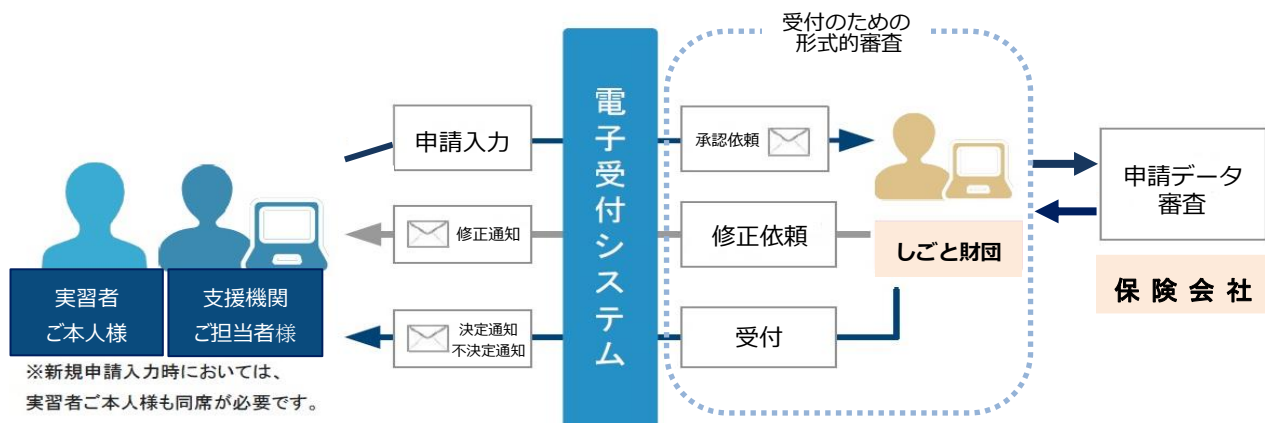 受付のための
形式的審査
電子受付システム
申請入力
承認依頼
修正通知
修正依頼
決定通知
不決定通知
受付
しごと財団
申請データ
審査
保険会社
実習者
ご本人様
支援機関
ご担当者様
※新規申請入力時においては、
実習者ご本人様も同席が必要です。